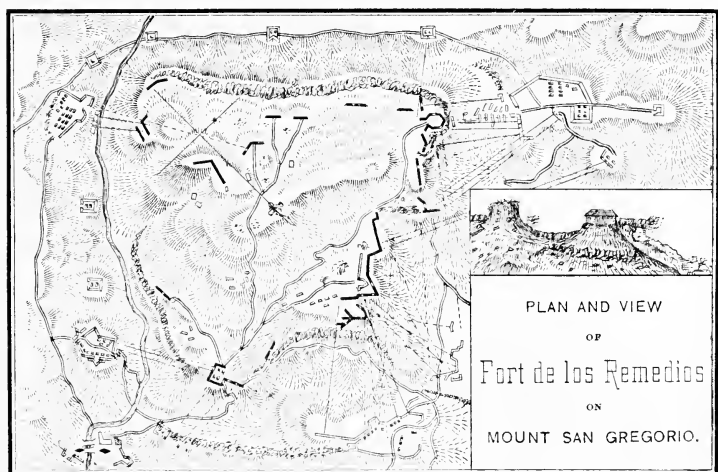 PLAN AND VIEW
OF
Fort de los Remedios
ON
MOUNT SAN GREGORIO.